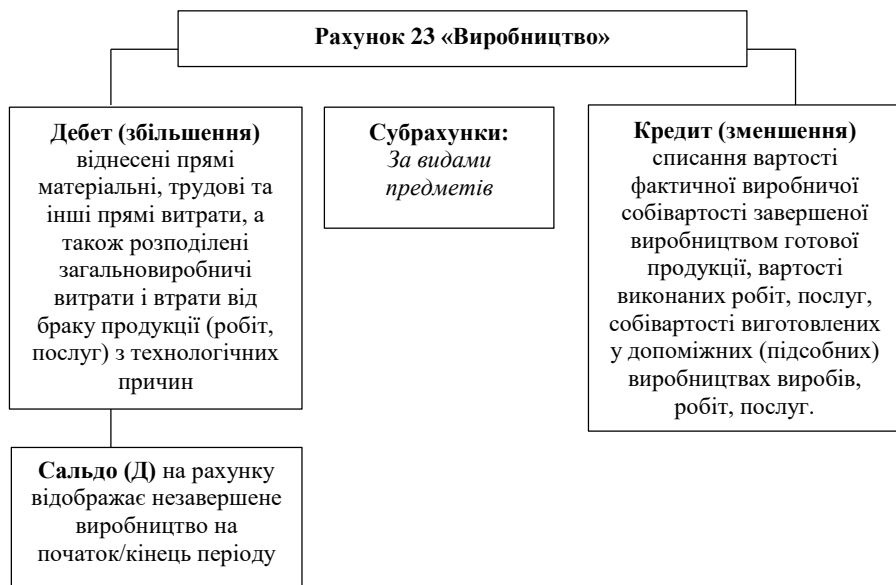 Рахунок 23 «Виробництво»
Дебет (збільшення)
віднесені прямі
матеріальні, трудові та
інші прямі витрати, а
також розподілені
загальновиробничі
витрати і втрати від
браку продукції (робіт,
послуг) з технологічних
причин
Субрахунки:
За видами
предметів
Кредит (зменшення)
списання вартості
фактичної виробничої
собівартості завершеної
виробництвом готової
продукції, вартості
виконаних робіт, послуг,
собівартості виготовлених
у допоміжних (підсобних)
виробництвах виробів,
робіт, послуг.
Сальдо (Д) на рахунку
відображає незавершене
виробництво на
початок/кінець періоду